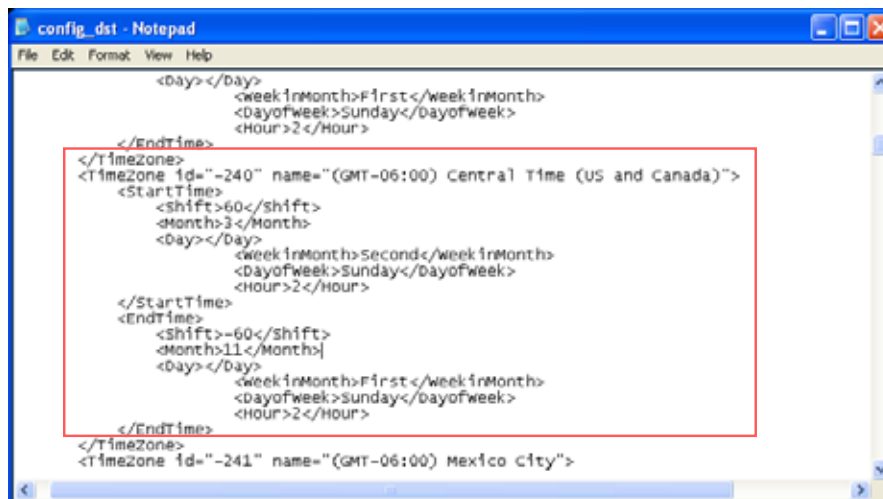 config_dst - Notepad
File Edit Format View Help
<Day></Day>
<WeekinMonth>First</WeekinMonth>
<DayofWeek>Sunday</DayofWeek>
<Hour>2</Hour>
</EndTime>
</TimeZone>
<TimeZone id="-240" name="(GMT-06:00) Central Time (US and Canada)">
<StartTime>
<Shift>60</Shift>
<Month>3</Month>
<Day></Day>
<WeekinMonth>Second</WeekinMonth>
<DayofWeek>Sunday</DayofWeek>
<Hour>2</Hour>
</StartTime>
<EndTime>
<Shift>-60</Shift>
<Month>11</Month>
<Day></Day>
<WeekinMonth>First</WeekinMonth>
<DayofWeek>Sunday</DayofWeek>
<Hour>2</Hour>
</EndTime>
</TimeZone>
<TimeZone id="-241" name="(GMT-06:00) Mexico City">